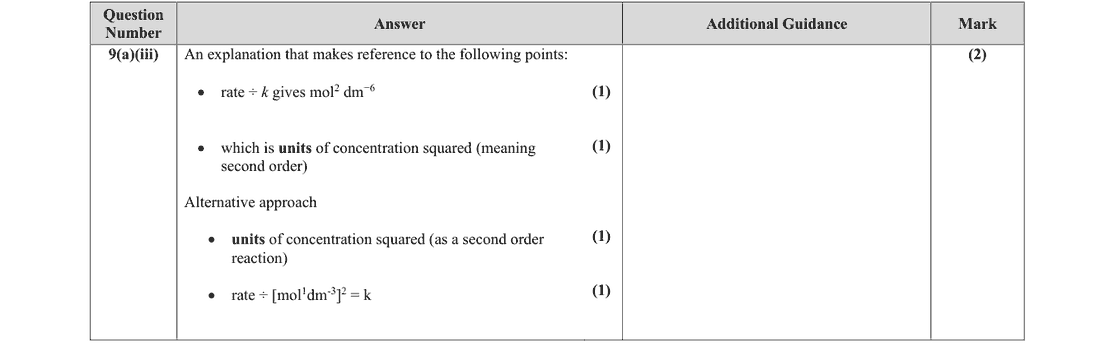 Question Number
Answer
Additional Guidance
Mark
9(a)(iii)
An explanation that makes reference to the following points:
(2)
• rate ÷ k gives mol² dm⁻⁶ (1)
• which is units of concentration squared (meaning (1)
second order)
Alternative approach
• units of concentration squared (as a second order (1)
reaction)
• rate ÷ [mol¹dm⁻³]² = k (1)